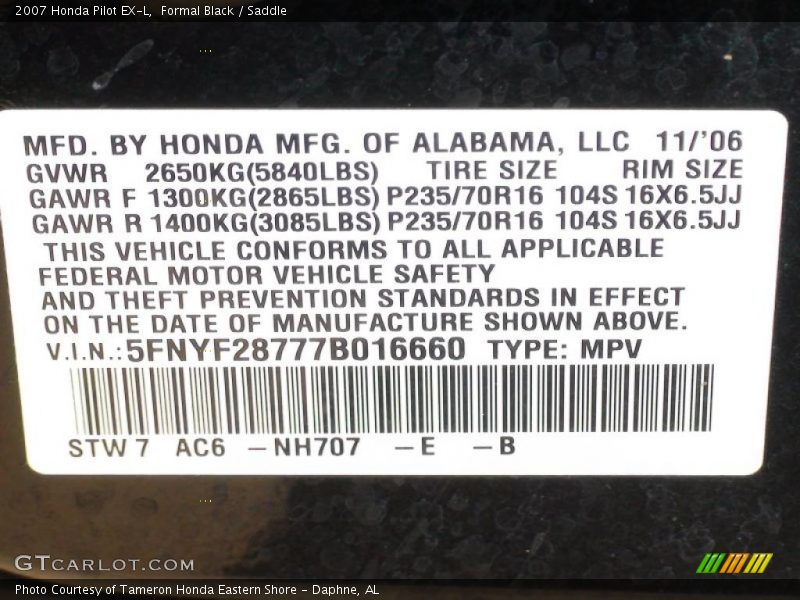 2007 Honda Pilot EX-L, Formal Black / Saddle
MFD. BY HONDA MFG. OF ALABAMA, LLC 11/'06
GVWR 2650KG(5840LBS) TIRE SIZE RIM SIZE
GAWR F 1300KG(2865LBS) P235/70R16 104S 16X6.5JJ
GAWR R 1400KG(3085LBS) P235/70R16 104S 16X6.5JJ
THIS VEHICLE CONFORMS TO ALL APPLICABLE
FEDERAL MOTOR VEHICLE SAFETY
AND THEFT PREVENTION STANDARDS IN EFFECT
ON THE DATE OF MANUFACTURE SHOWN ABOVE.
V.I.N.: 5FNYF28777B016660 TYPE: MPV
STW7 AC6 -NH707 -E -B
GTCARLOT.COM
Photo Courtesy of Tameron Honda Eastern Shore - Daphne, AL